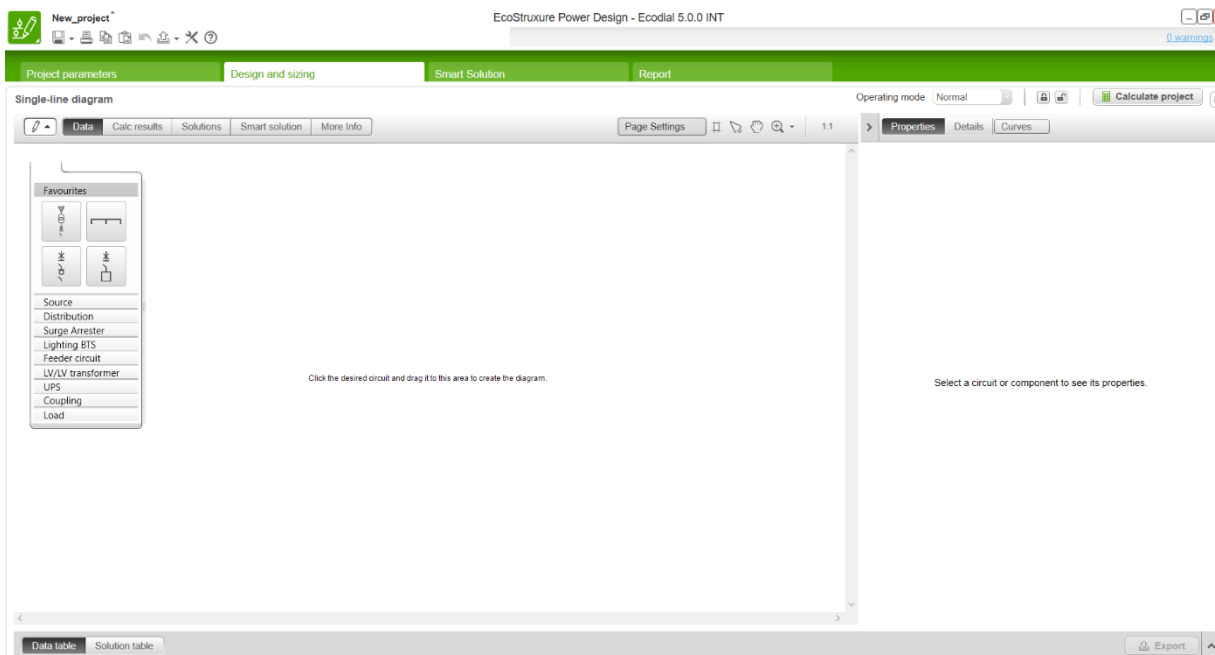 New_project^
EcoStruxure Power Design - Ecodial 5.0.0 INT
0 warnings
Project parameters
Design and sizing
Smart Solution
Report
Single-line diagram
Operating mode Normal
Calculate project
Data Calc results Solutions Smart solution More Info
Page Settings
1:1
Properties Details Curves
Favourites
Source
Distribution
Surge Arrester
Lighting BTS
Feeder circuit
LV/LV transformer
UPS
Coupling
Load
Click the desired circuit and drag it to this area to create the diagram.
Select a circuit or component to see its properties.
Data table Solution table
Export